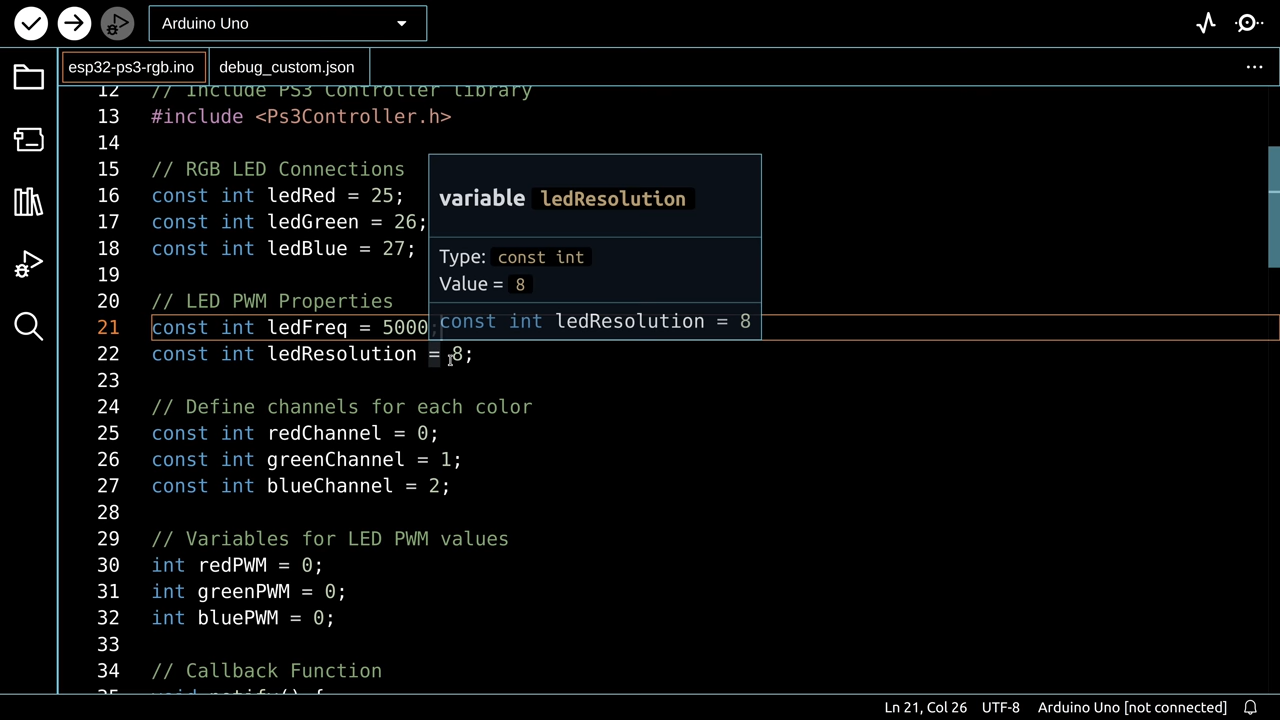 Arduino Uno
esp32-ps3-rgb.ino
debug_custom.json
12 // Include PS3 Controller library
13 #include <Ps3Controller.h>
14
15 // RGB LED Connections
16 const int ledRed = 25;
17 const int ledGreen = 26;
18 const int ledBlue = 27;
19
20 // LED PWM Properties
21 const int ledFreq = 5000;
22 const int ledResolution = 8;
23
24 // Define channels for each color
25 const int redChannel = 0;
26 const int greenChannel = 1;
27 const int blueChannel = 2;
28
29 // Variables for LED PWM values
30 int redPWM = 0;
31 int greenPWM = 0;
32 int bluePWM = 0;
33
34 // Callback Function
35 void notify() {
variable ledResolution
Type: const int
Value = 8
const int ledResolution = 8
Ln 21, Col 26
UTF-8
Arduino Uno [not connected]